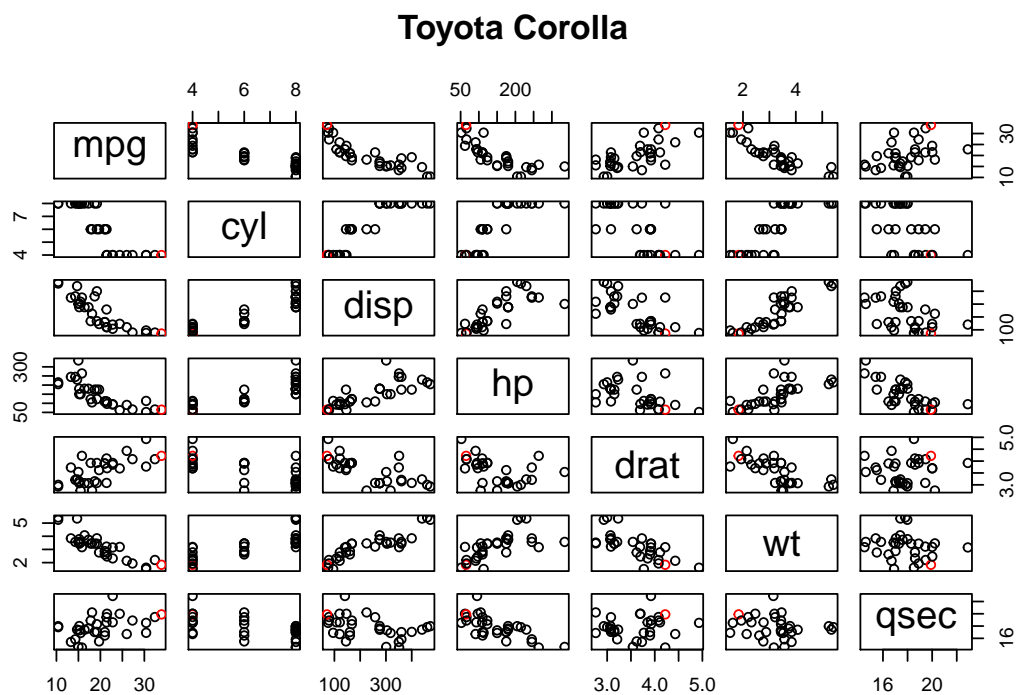 Toyota Corolla
4 6 8 50 200 2 4
mpg 10 30
4 7 cyl
disp 100
50 300 hp
drat 3.0 5.0
2 5 wt
qsec 16
10 20 30 100 300 3.0 4.0 5.0 16 20